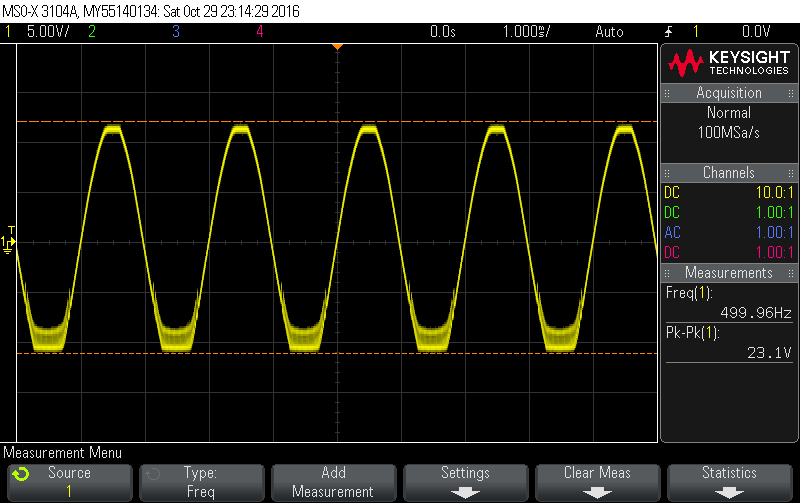 MSO-X 3104A, MY55140134: Sat Oct 29 23:14:29 2016
1 5.00V/ 2 3 4 0.0s 1.000ms/ Auto 1 0.0V
KEYSIGHT
TECHNOLOGIES
Acquisition
Normal
100MSa/s
Channels
DC 10.0:1
DC 1.00:1
AC 1.00:1
DC 1.00:1
Measurements
Freq(1):
499.96Hz
Pk-Pk(1):
23.1V
T
1
Measurement Menu
Source
1
Type:
Freq
Add
Measurement
Settings
Clear Meas
Statistics